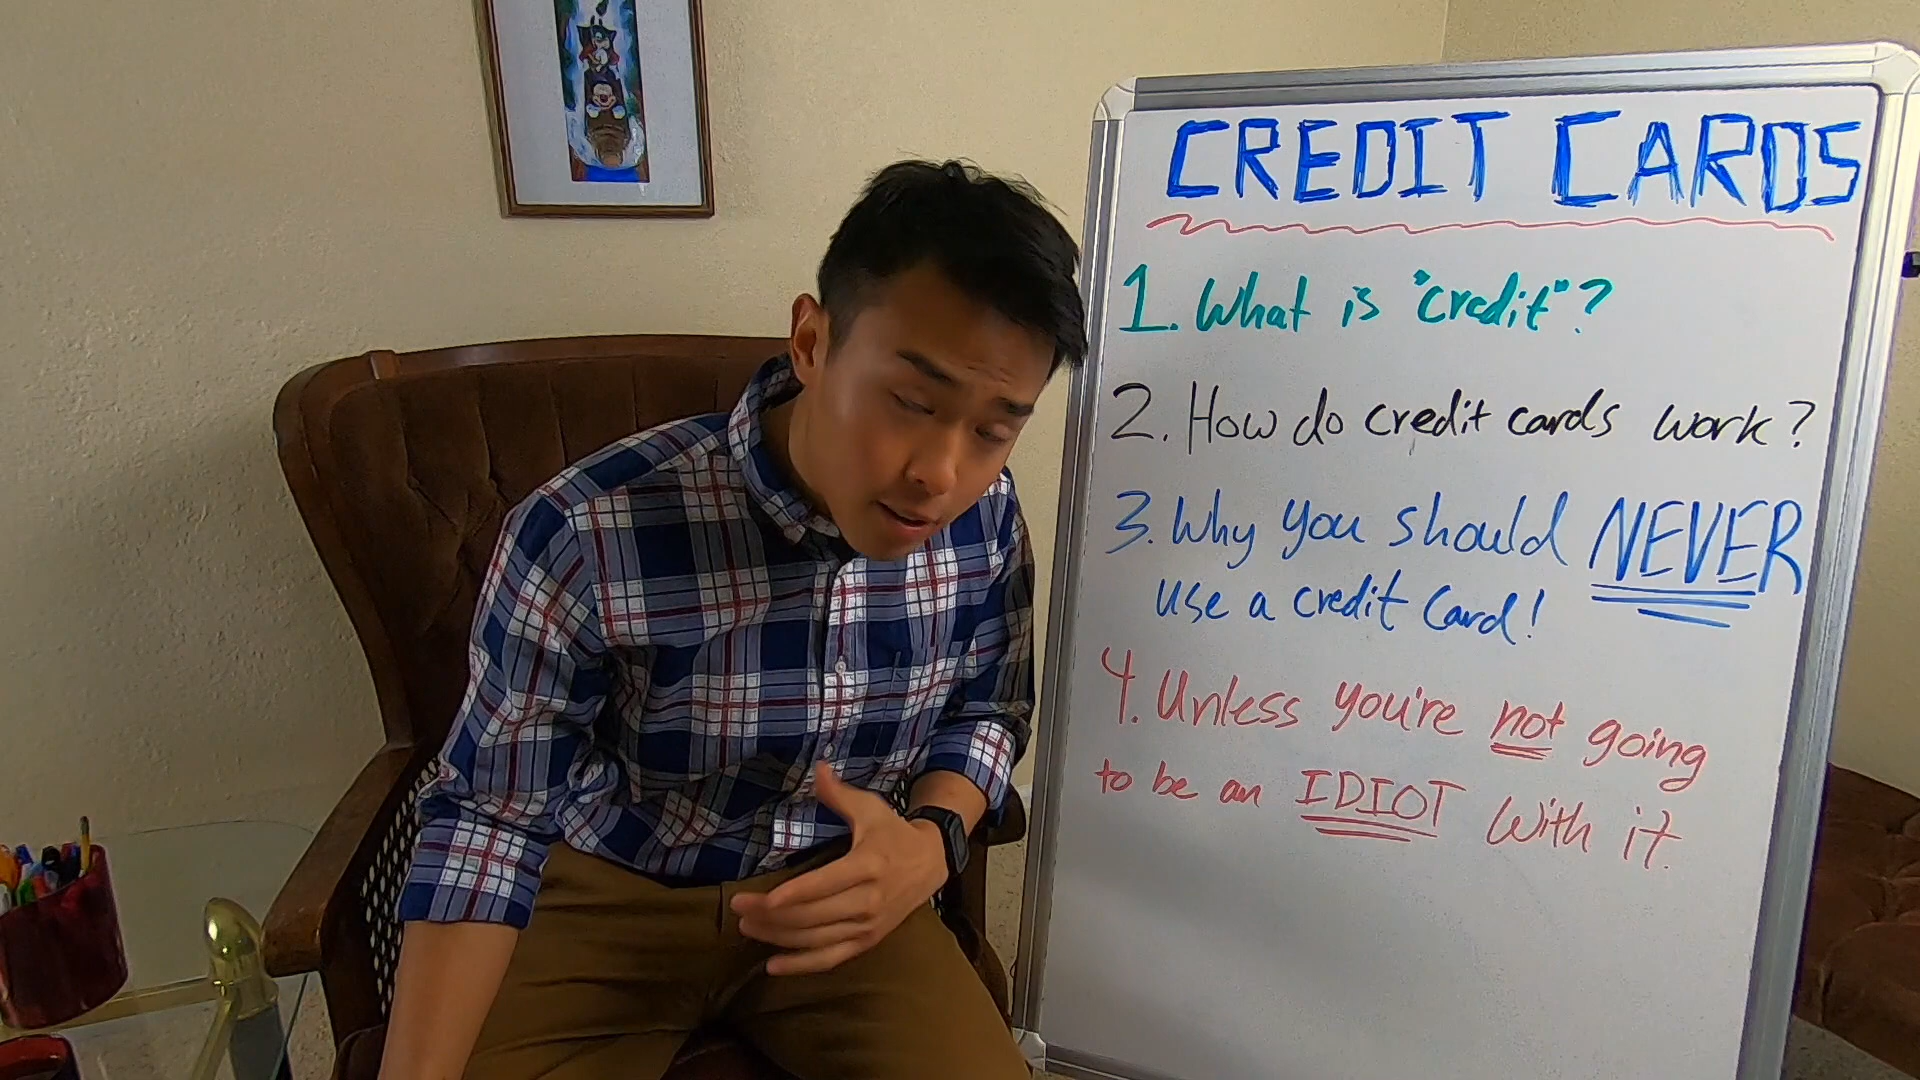 CREDIT CARDS
1. What is "credit"?
2. How do credit cards work?
3. Why you should NEVER
use a credit Card!
4. Unless you're not going
to be an IDIOT with it.